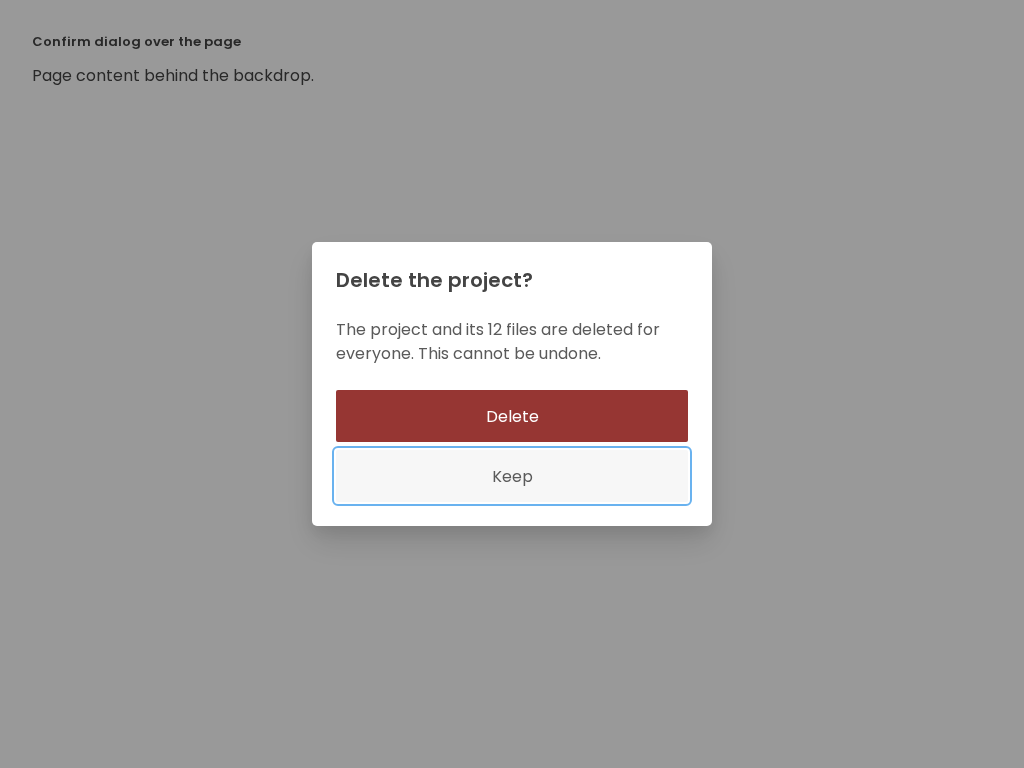 Confirm dialog over the page
Page content behind the backdrop.
Delete the project?
The project and its 12 files are deleted for
everyone. This cannot be undone.
Delete
Keep